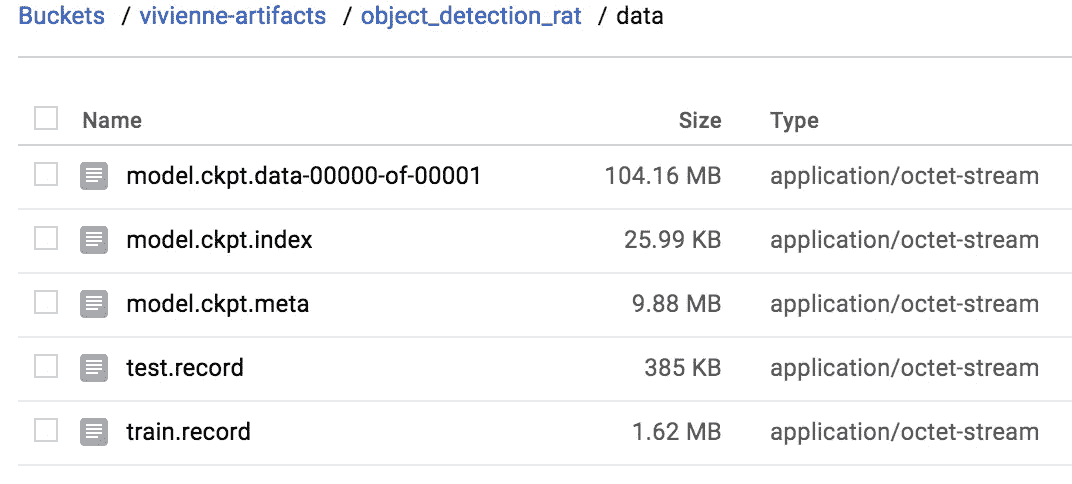 Buckets / vivienne-artifacts / object_detection_rat / data
Name Size Type
model.ckpt.data-00000-of-00001 104.16 MB application/octet-stream
model.ckpt.index 25.99 KB application/octet-stream
model.ckpt.meta 9.88 MB application/octet-stream
test.record 385 KB application/octet-stream
train.record 1.62 MB application/octet-stream